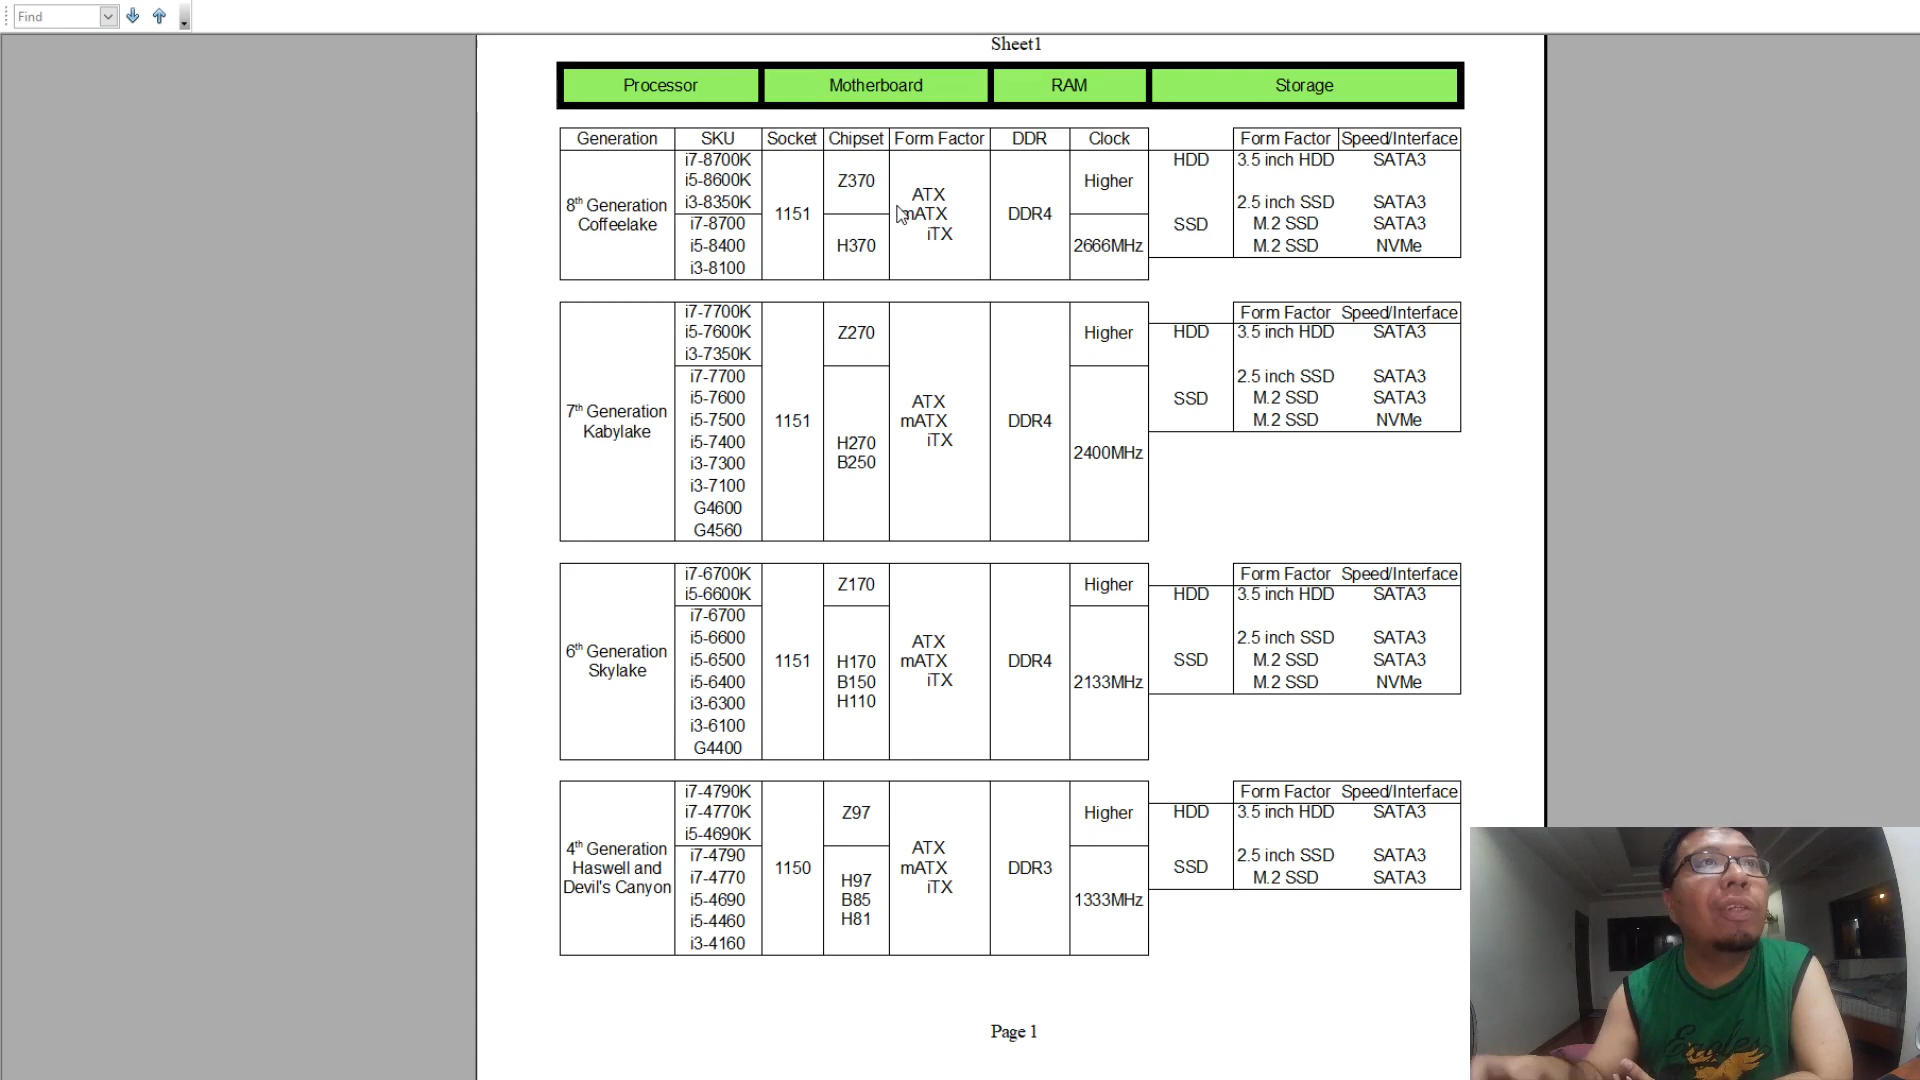 Find
Sheet1
Processor Motherboard RAM Storage
Generation SKU Socket Chipset Form Factor DDR Clock Form Factor Speed/Interface
8th Generation
Coffeelake
i7-8700K
i5-8600K
i3-8350K
i7-8700
i5-8400
i3-8100
1151
Z370
H370
ATX
mATX
iTX
DDR4
Higher
2666MHz
HDD 3.5 inch HDD SATA3
2.5 inch SSD SATA3
SSD M.2 SSD SATA3
M.2 SSD NVMe
7th Generation
Kabylake
i7-7700K
i5-7600K
i3-7350K
i7-7700
i5-7600
i5-7500
i5-7400
i3-7300
i3-7100
G4600
G4560
1151
Z270
H270
B250
ATX
mATX
iTX
DDR4
Higher
2400MHz
Form Factor Speed/Interface
HDD 3.5 inch HDD SATA3
2.5 inch SSD SATA3
SSD M.2 SSD SATA3
M.2 SSD NVMe
6th Generation
Skylake
i7-6700K
i5-6600K
i7-6700
i5-6600
i5-6500
i5-6400
i3-6300
i3-6100
G4400
1151
Z170
H170
B150
H110
ATX
mATX
iTX
DDR4
Higher
2133MHz
Form Factor Speed/Interface
HDD 3.5 inch HDD SATA3
2.5 inch SSD SATA3
SSD M.2 SSD SATA3
M.2 SSD NVMe
4th Generation
Haswell and
Devil's Canyon
i7-4790K
i7-4770K
i5-4690K
i7-4790
i7-4770
i5-4690
i5-4460
i3-4160
1150
Z97
H97
B85
H81
ATX
mATX
iTX
DDR3
Higher
1333MHz
Form Factor Speed/Interface
HDD 3.5 inch HDD SATA3
2.5 inch SSD SATA3
SSD M.2 SSD SATA3
Page 1
Eagles